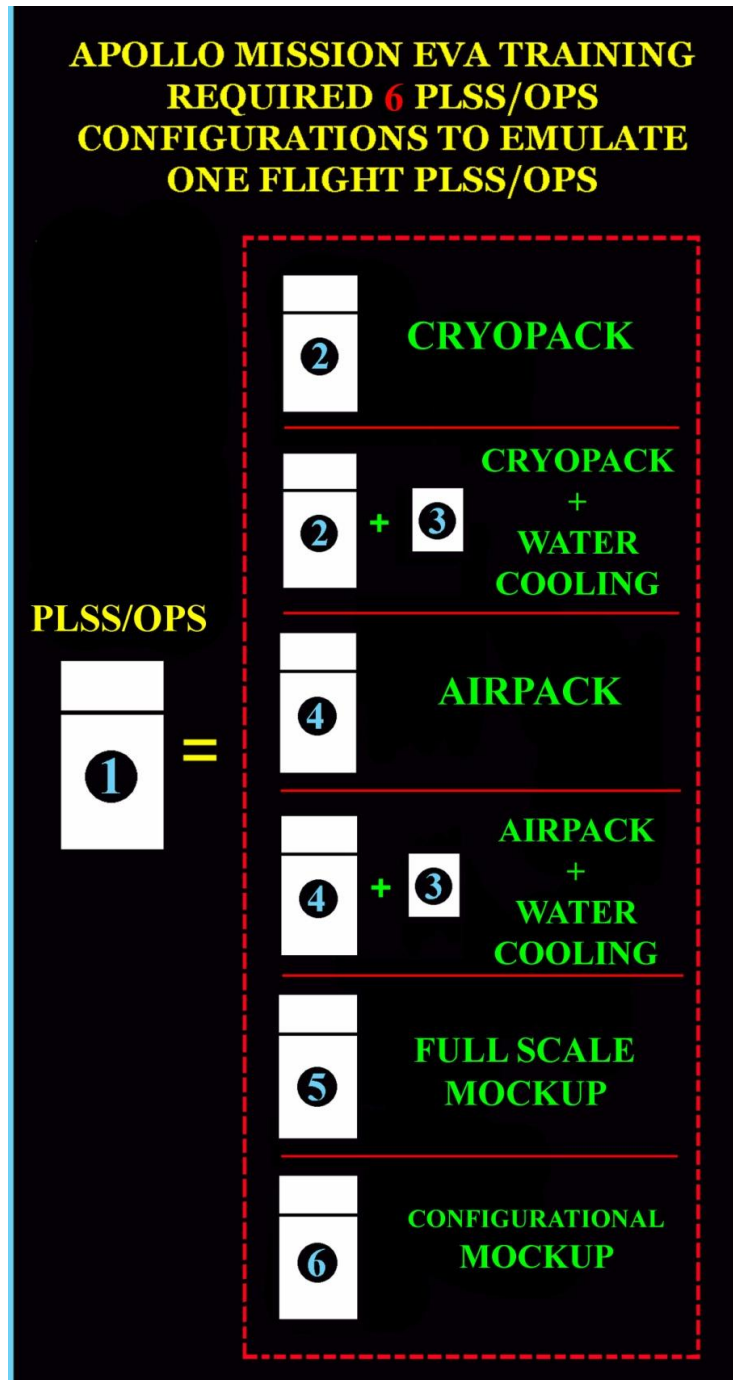 APOLLO MISSION EVA TRAINING
REQUIRED 6 PLSS/OPS
CONFIGURATIONS TO EMULATE
ONE FLIGHT PLSS/OPS
PLSS/OPS
1
=
2
CRYOPACK
2 + 3
CRYOPACK
+
WATER
COOLING
4
AIRPACK
4 + 3
AIRPACK
+
WATER
COOLING
5
FULL SCALE
MOCKUP
6
CONFIGURATIONAL
MOCKUP